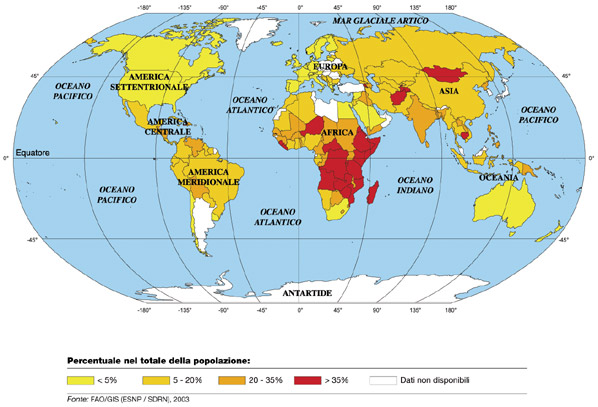 -180° -135° -90° -45° 0° 45° 90° 135° 180°
MAR GLACIALE ARTICO
45° 45°
EUROPA
OCEANO
PACIFICO
AMERICA
SETTENTRIONALE
OCEANO
ATLANTICO
ASIA
OCEANO
PACIFICO
AMERICA
CENTRALE
AFRICA
Equatore
0° 0°
AMERICA
MERIDIONALE
OCEANIA
OCEANO
PACIFICO
OCEANO
INDIANO
OCEANO
ATLANTICO
-45° -45°
ANTARTIDE
-180° -135° -90° -45° 0° 45° 90° 135° 180°
Percentuale nel totale della popolazione:
< 5% 5 - 20% 20 - 35% > 35% Dati non disponibili
Fonte: FAO/GIS (ESNP / SDRN), 2003